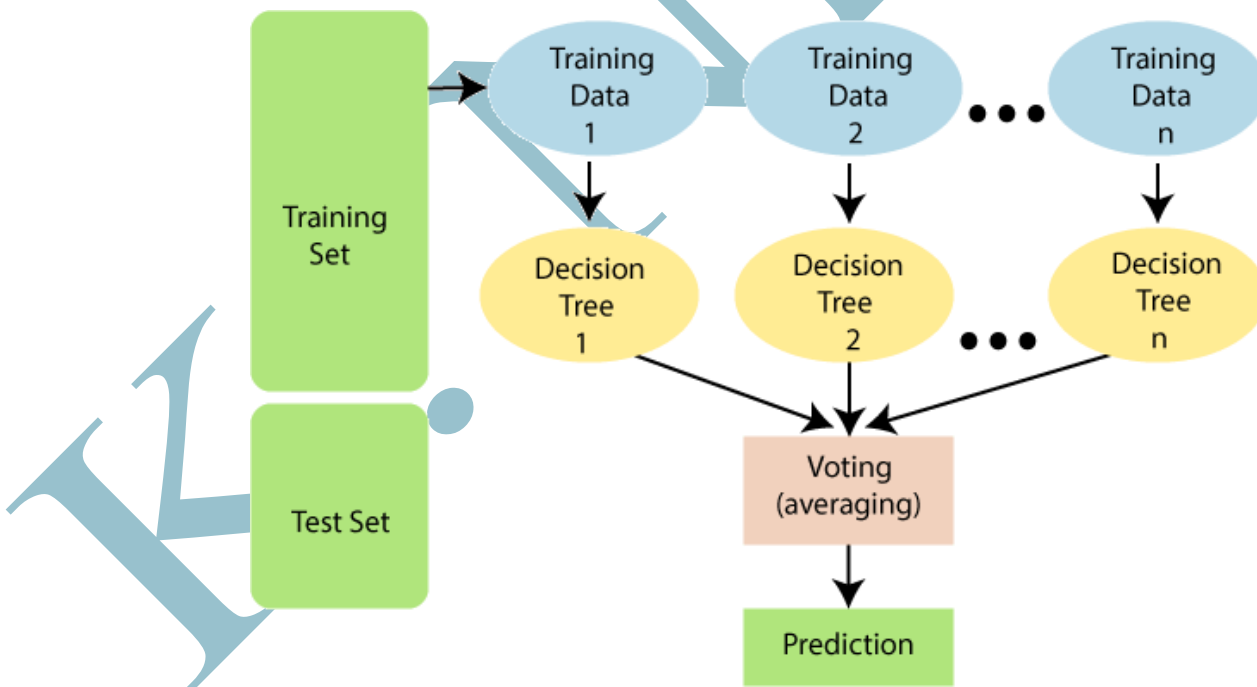 Training
Set
Test Set
Training
Data
1
Training
Data
2
Training
Data
n
Decision
Tree
1
Decision
Tree
2
Decision
Tree
n
Voting
(averaging)
Prediction
K.